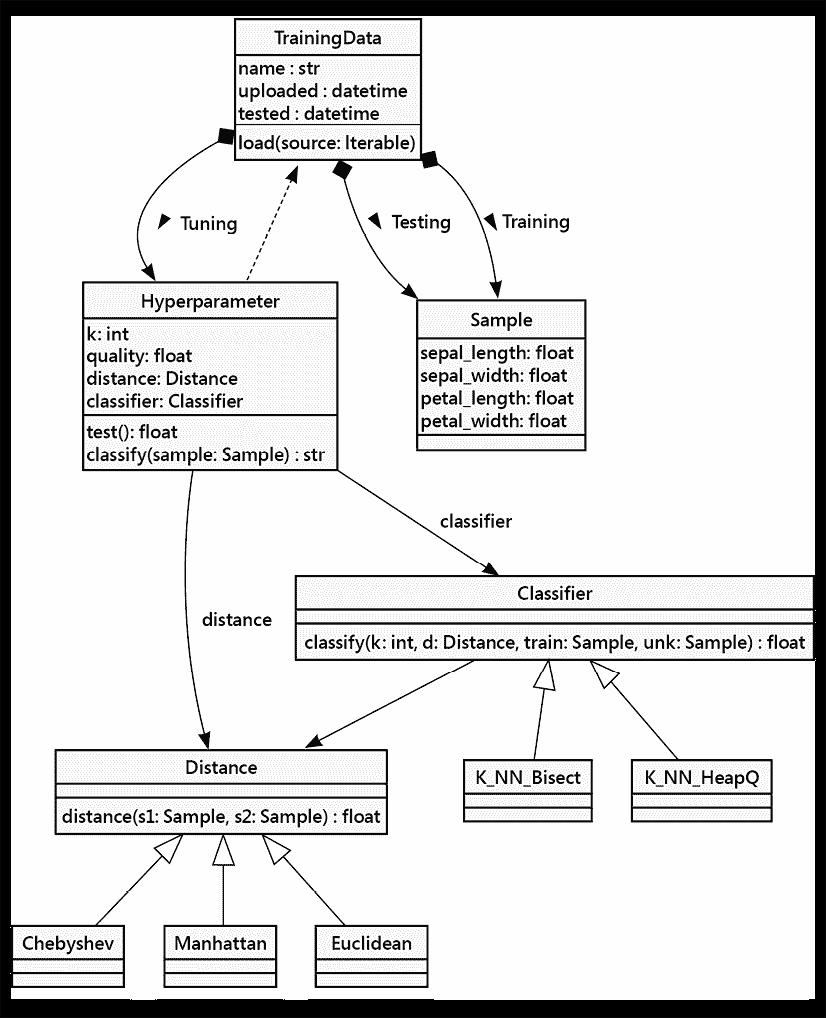 TrainingData
name : str
uploaded : datetime
tested : datetime
load(source: Iterable)
Tuning
Testing
Training
Hyperparameter
k: int
quality: float
distance: Distance
classifier: Classifier
test(): float
classify(sample: Sample) : str
Sample
sepal_length: float
sepal_width: float
petal_length: float
petal_width: float
classifier
distance
Classifier
classify(k: int, d: Distance, train: Sample, unk: Sample) : float
Distance
distance(s1: Sample, s2: Sample) : float
K_NN_Bisect
K_NN_HeapQ
Chebyshev
Manhattan
Euclidean